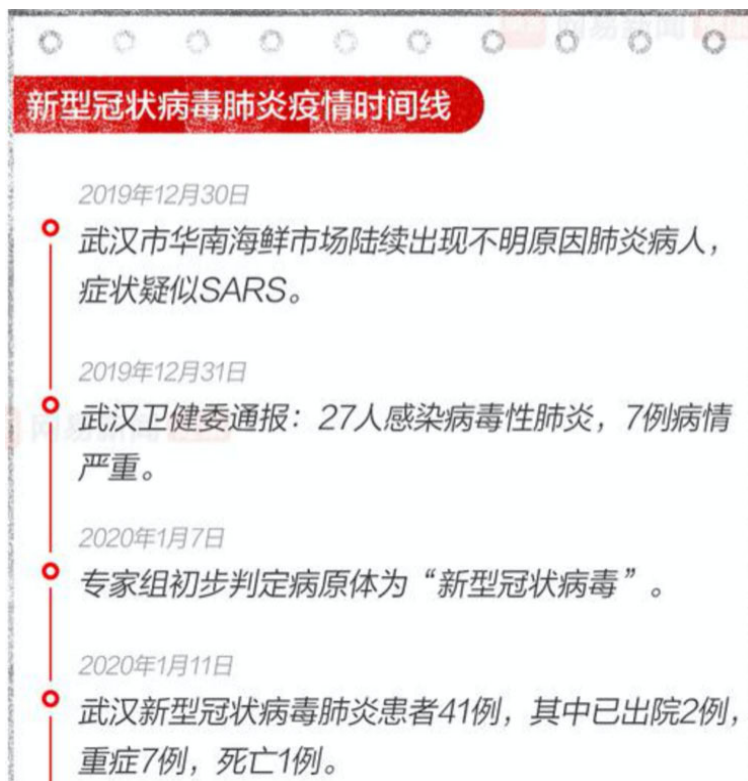 网易新闻
新型冠状病毒肺炎疫情时间线
2019年12月30日
武汉市华南海鲜市场陆续出现不明原因肺炎病人，
症状疑似SARS。
2019年12月31日
武汉卫健委通报：27人感染病毒性肺炎，7例病情
网易新闻
严重。
2020年1月7日
专家组初步判定病原体为“新型冠状病毒”。
2020年1月11日
武汉新型冠状病毒肺炎患者41例，其中已出院2例，
重症7例，死亡1例。